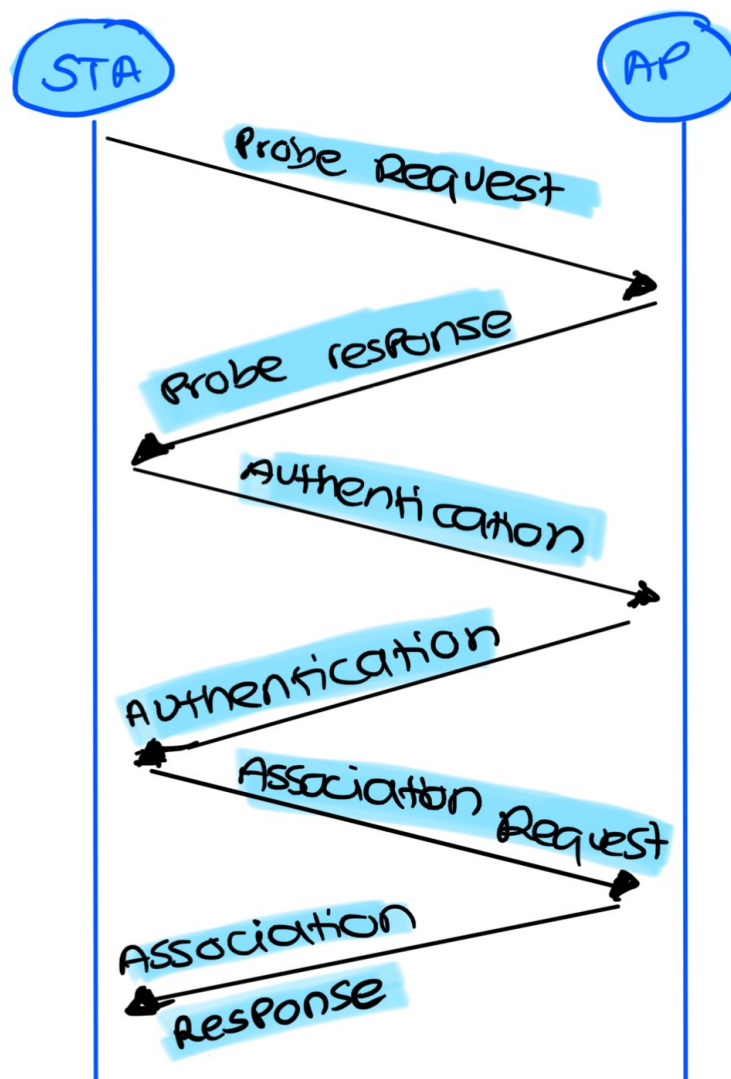 STA
AP
Probe Request
Probe response
Authentication
Authentication
Association Request
Association
Response